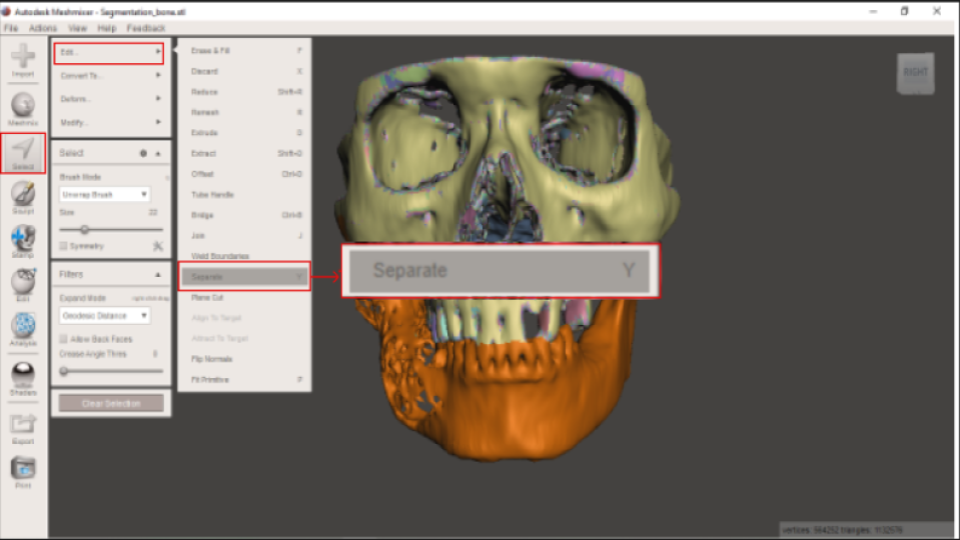 Autodesk Meshmixer - Segmentation_bone.stl
File Actions View Help Feedback
Import
Meshmix
Select
Sculpt
Stamp
Edit
Analysis
Shaders
Export
Print
Edit...
Convert To...
Deform...
Modify...
Select
Brush Mode
Unwrap Brush
Size 22
Symmetry
Filters
Expand Mode right-click drag
Geodesic Distance
Allow Back Faces
Crease Angle Thres 0
Clear Selection
Erase & Fill F
Discard X
Reduce Shift+R
Remesh R
Extrude D
Extract Shift+D
Offset Ctrl+D
Tube Handle
Bridge Ctrl+B
Join J
Weld Boundaries
Separate Y
Plane Cut
Align To Target
Attract To Target
Flip Normals
Fit Primitive P
Separate Y
RIGHT
vertices: triangles: